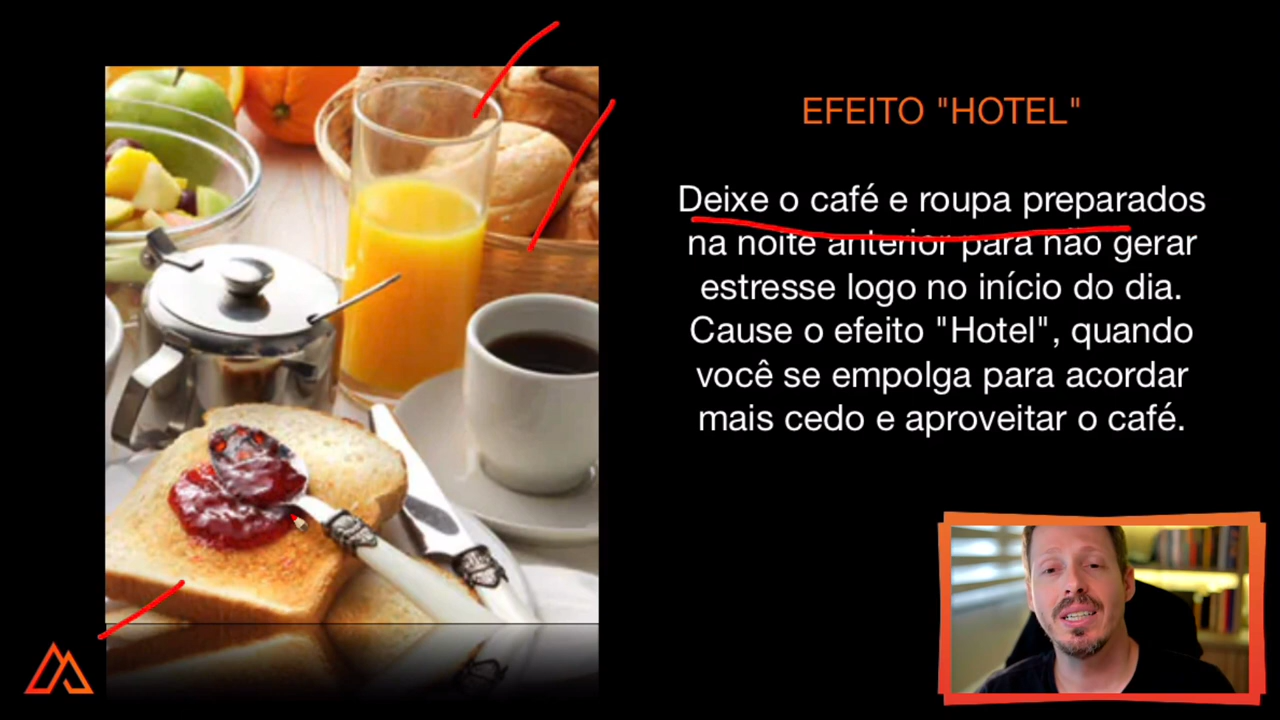 EFEITO "HOTEL"
Deixe o café e roupa preparados
na noite anterior para não gerar
estresse logo no início do dia.
Cause o efeito "Hotel", quando
você se empolga para acordar
mais cedo e aproveitar o café.